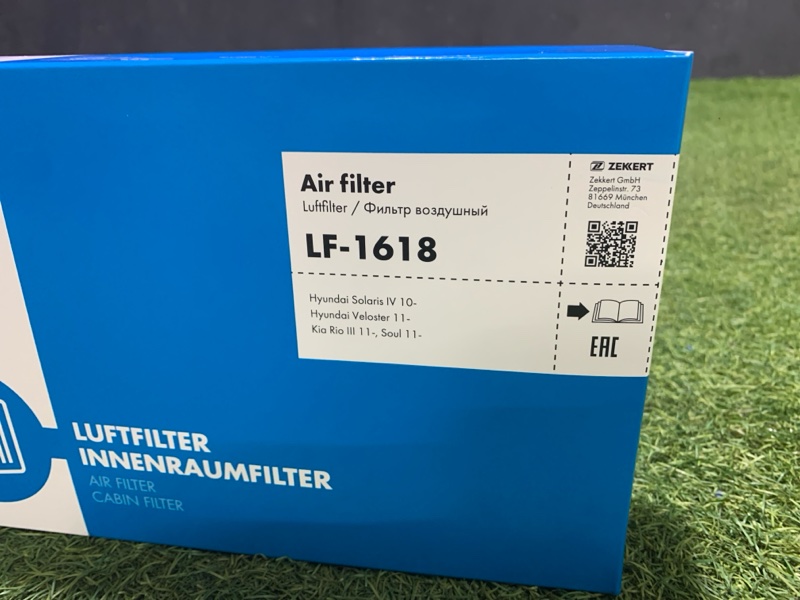 Air filter
Luftfilter / Фильтр воздушный
LF-1618
Hyundai Solaris IV 10-
Hyundai Veloster 11-
Kia Rio III 11-, Soul 11-
ZEKKERT
Zekkert GmbH
Zeppelinstr. 73
81669 München
Deutschland
EAC
LUFTFILTER
INNENRAUMFILTER
AIR FILTER
CABIN FILTER